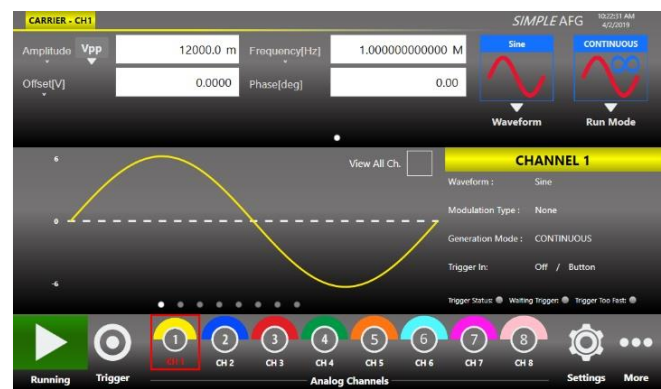 CARRIER - CH1
SIMPLE AFG
10:22:31 AM
4/2/2019
Amplitude Vpp 12000.0 m Frequency[Hz] 1.000000000000 M
Sine
CONTINUOUS
Offset[V] 0.0000 Phase[deg] 0.00
Waveform
Run Mode
6
View All Ch.
CHANNEL 1
Waveform : Sine
0
Modulation Type : None
Generation Mode : CONTINUOUS
-6
Trigger In: Off / Button
Trigger Status: Waiting Trigger: Trigger Too Fast:
1 2 3 4 5 6 7 8
CH 1 CH 2 CH 3 CH 4 CH 5 CH 6 CH 7 CH 8
Running Trigger Analog Channels Settings More